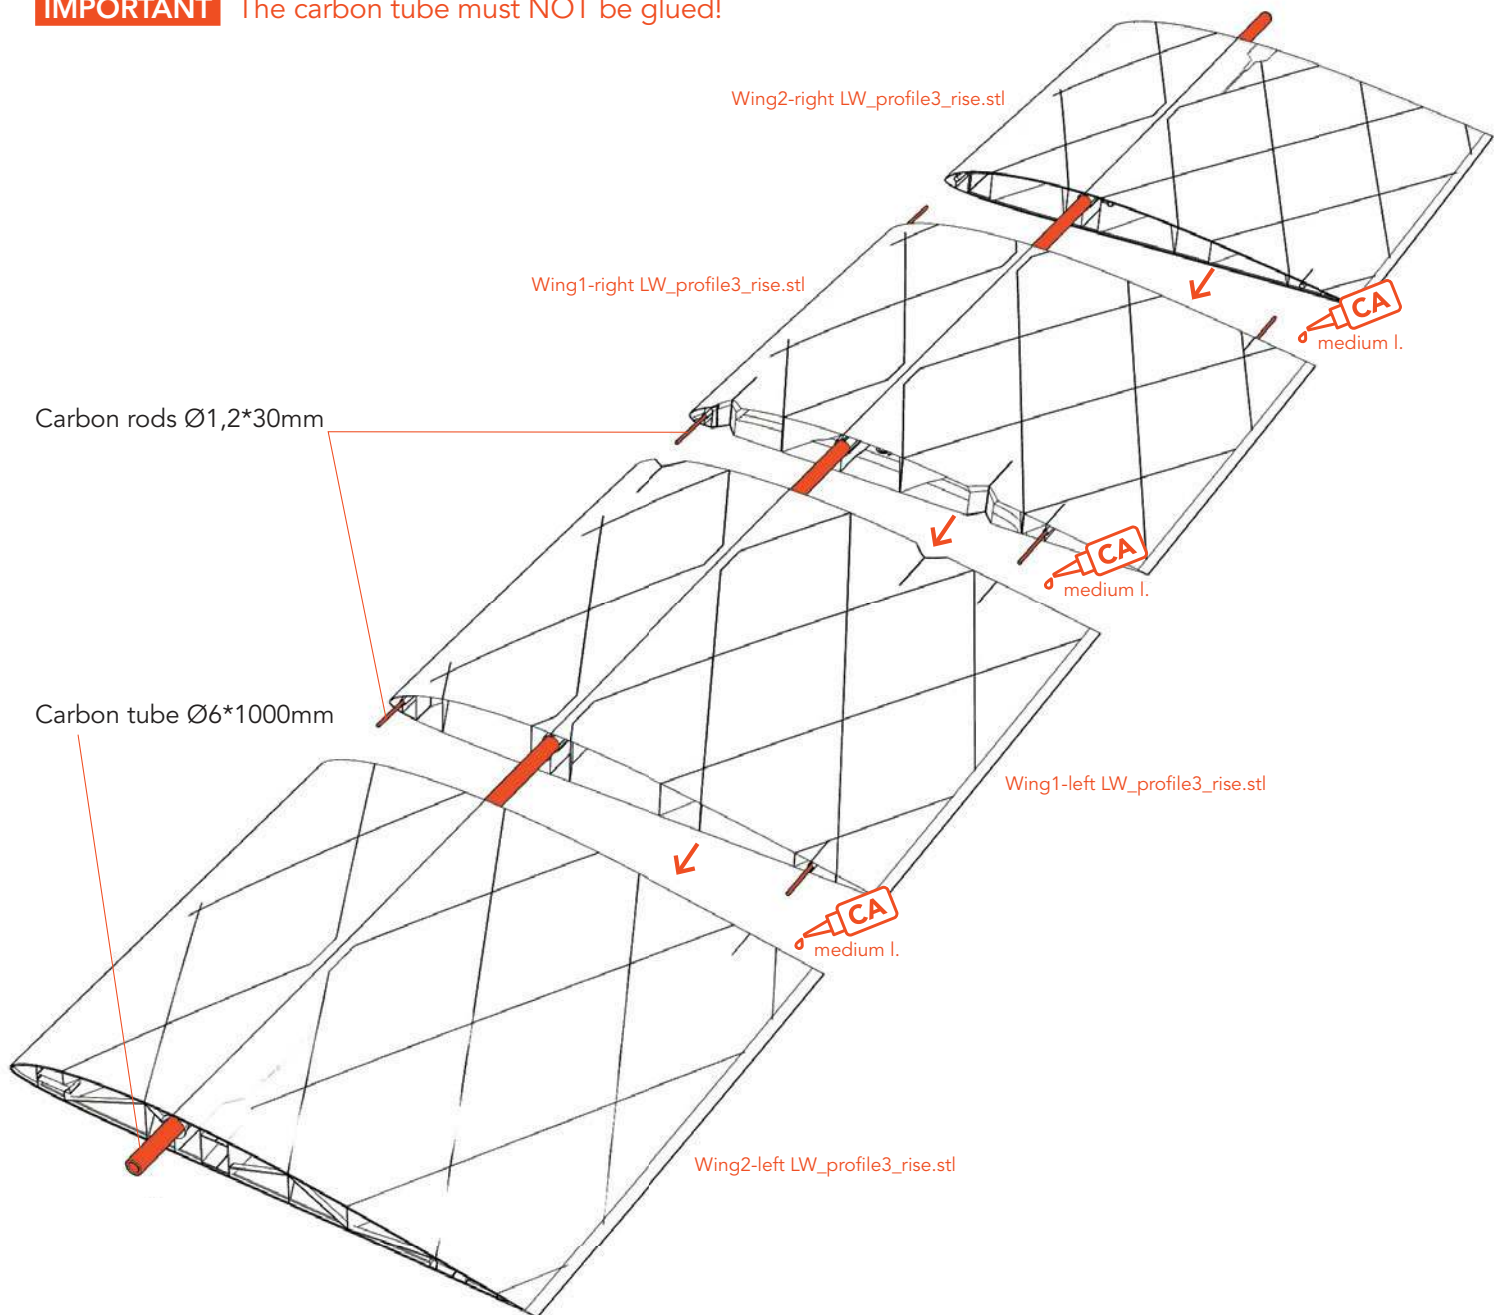 IMPORTANT The carbon tube must NOT be glued!
Wing2-right LW_profile3_rise.stl
Wing1-right LW_profile3_rise.stl
CA
medium l.
Carbon rods Ø1,2*30mm
CA
medium l.
Carbon tube Ø6*1000mm
Wing1-left LW_profile3_rise.stl
CA
medium l.
Wing2-left LW_profile3_rise.stl